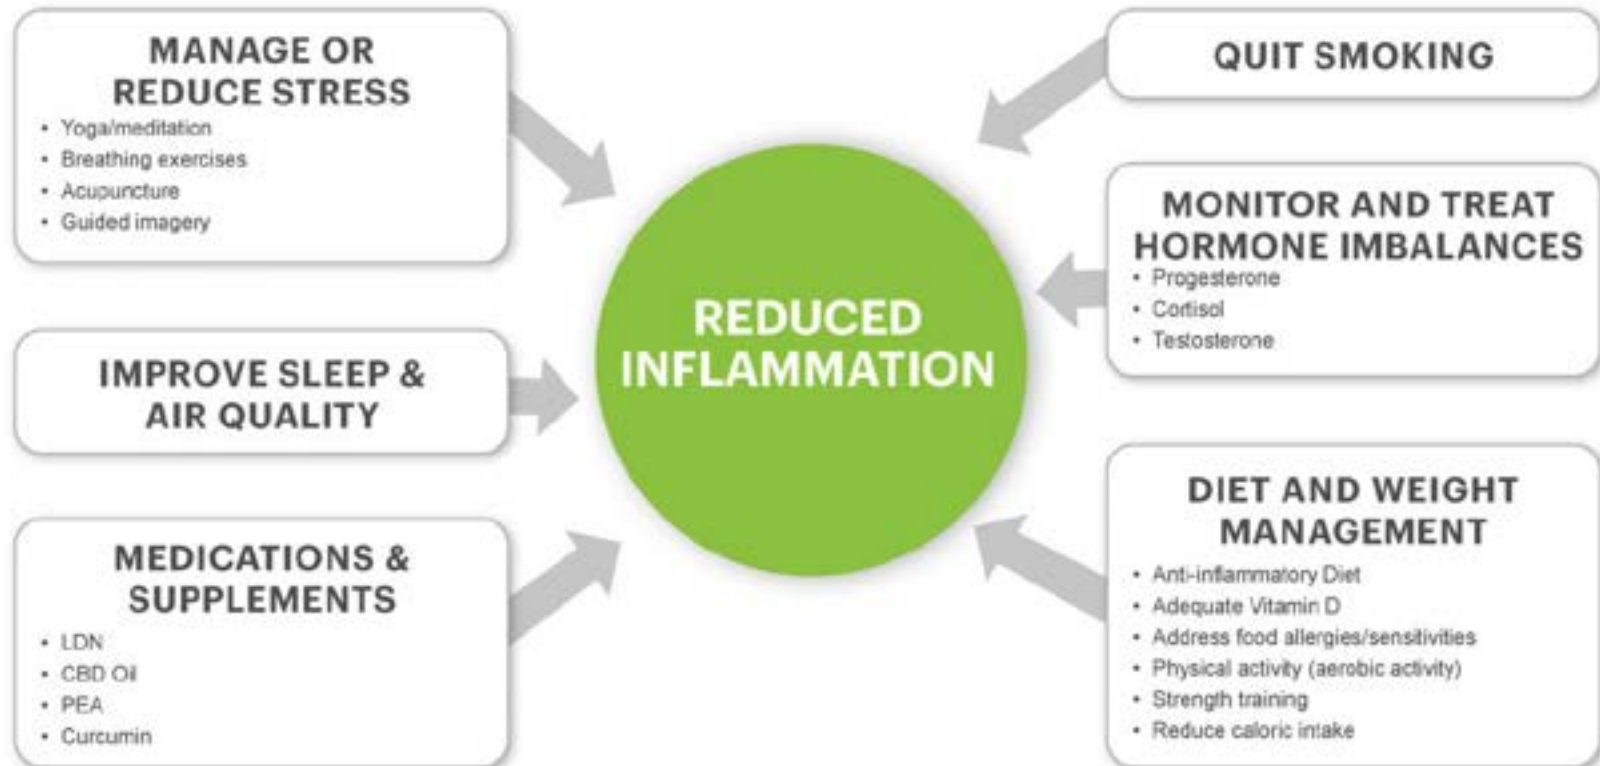 MANAGE OR
REDUCE STRESS
• Yoga/meditation
• Breathing exercises
• Acupuncture
• Guided imagery
IMPROVE SLEEP &
AIR QUALITY
MEDICATIONS &
SUPPLEMENTS
• LDN
• CBD Oil
• PEA
• Curcumin
REDUCED
INFLAMMATION
QUIT SMOKING
MONITOR AND TREAT
HORMONE IMBALANCES
• Progesterone
• Cortisol
• Testosterone
DIET AND WEIGHT
MANAGEMENT
• Anti-inflammatory Diet
• Adequate Vitamin D
• Address food allergies/sensitivities
• Physical activity (aerobic activity)
• Strength training
• Reduce caloric intake